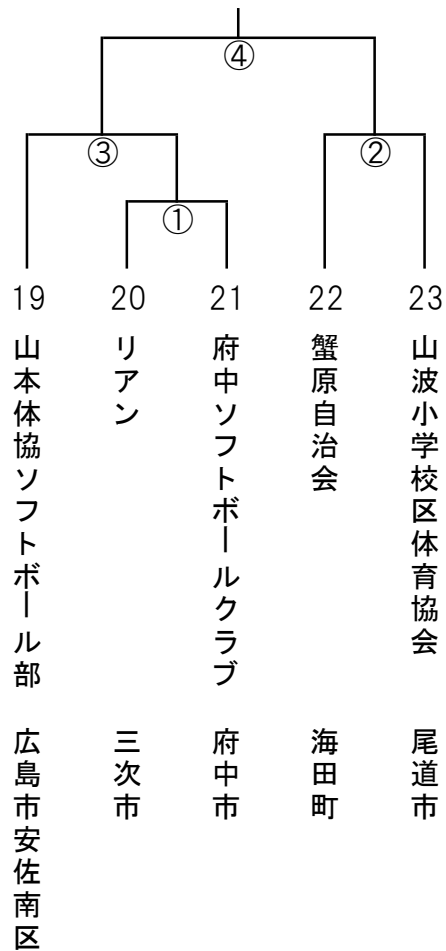 ④
③
②
①
19
20
21
22
23
山本体協ソフトボール部
リアン
府中ソフトボールクラブ
蟹原自治会
山波小学校区体育協会
広島市安佐南区
三次市
府中市
海田町
尾道市